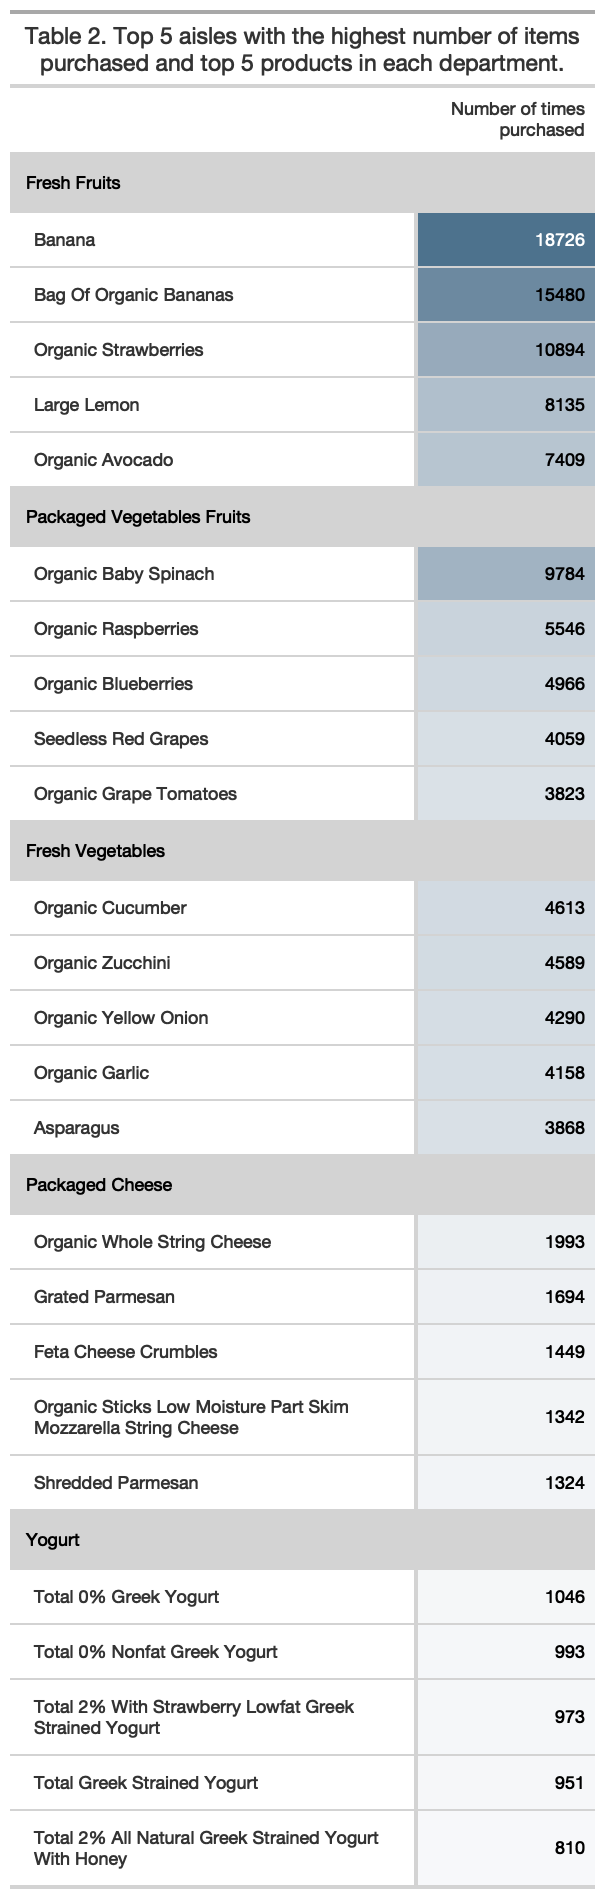 Table 2. Top 5 aisles with the highest number of items
purchased and top 5 products in each department.
Number of times
purchased
Fresh Fruits
Banana 18726
Bag Of Organic Bananas 15480
Organic Strawberries 10894
Large Lemon 8135
Organic Avocado 7409
Packaged Vegetables Fruits
Organic Baby Spinach 9784
Organic Raspberries 5546
Organic Blueberries 4966
Seedless Red Grapes 4059
Organic Grape Tomatoes 3823
Fresh Vegetables
Organic Cucumber 4613
Organic Zucchini 4589
Organic Yellow Onion 4290
Organic Garlic 4158
Asparagus 3868
Packaged Cheese
Organic Whole String Cheese 1993
Grated Parmesan 1694
Feta Cheese Crumbles 1449
Organic Sticks Low Moisture Part Skim
Mozzarella String Cheese 1342
Shredded Parmesan 1324
Yogurt
Total 0% Greek Yogurt 1046
Total 0% Nonfat Greek Yogurt 993
Total 2% With Strawberry Lowfat Greek
Strained Yogurt 973
Total Greek Strained Yogurt 951
Total 2% All Natural Greek Strained Yogurt
With Honey 810